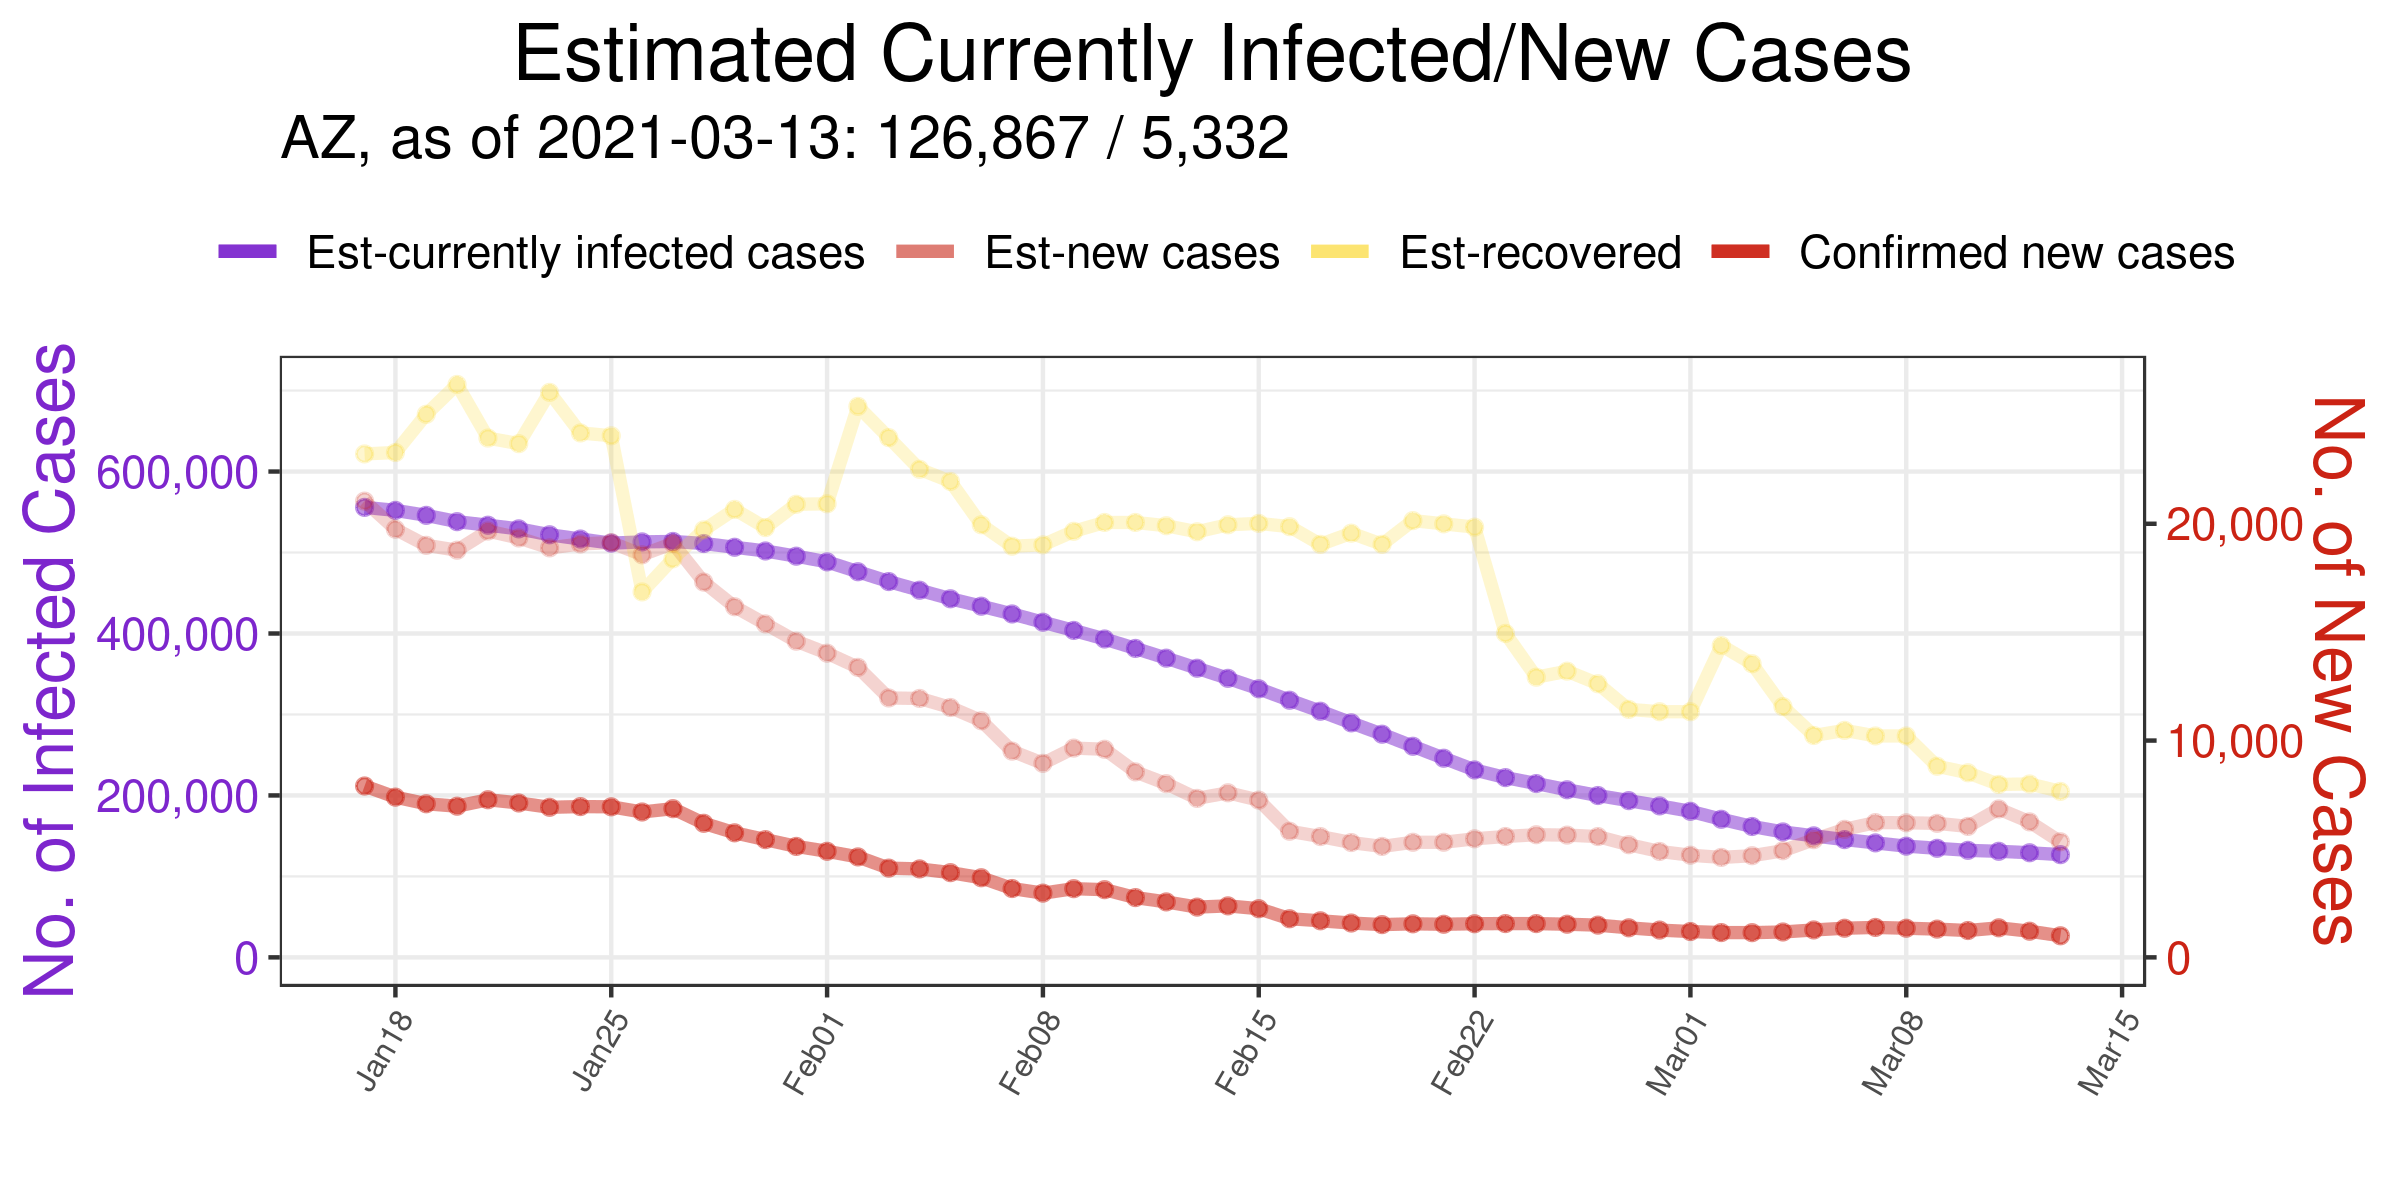 Estimated Currently Infected/New Cases
AZ, as of 2021-03-13: 126,867 / 5,332
Est-currently infected cases Est-new cases Est-recovered Confirmed new cases
No. of Infected Cases
600,000
400,000
200,000
0
20,000
10,000
0
No. of New Cases
Jan18 Jan25 Feb01 Feb08 Feb15 Feb22 Mar01 Mar08 Mar15